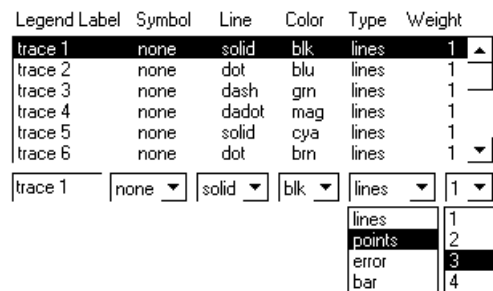 Legend Label Symbol Line Color Type Weight
trace 1 none solid blk lines 1
trace 2 none dot blu lines 1
trace 3 none dash grn lines 1
trace 4 none dadot mag lines 1
trace 5 none solid cya lines 1
trace 6 none dot brn lines 1
trace 1 none solid blk lines 1
lines 1
points 2
error 3
bar 4